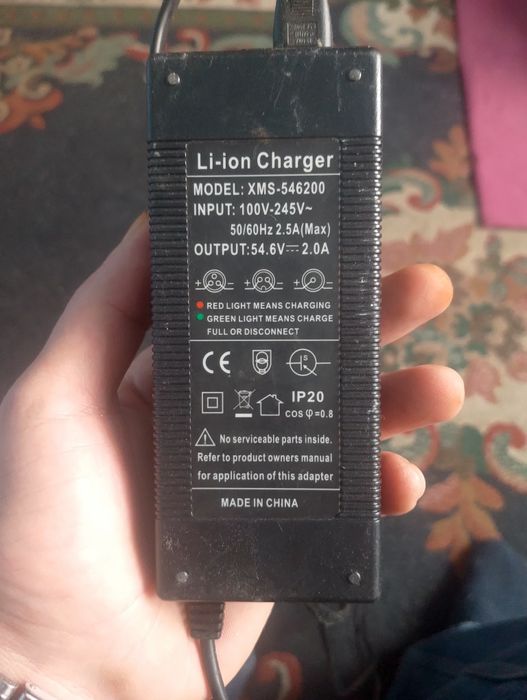 Li-ion Charger
MODEL: XMS-546200
INPUT: 100V-245V~
50/60Hz 2.5A(Max)
OUTPUT:54.6V⎓2.0A
+ - + - + -
RED LIGHT MEANS CHARGING
GREEN LIGHT MEANS CHARGE
FULL OR DISCONNECT
CE S
IP20
COS φ=0.8
! No serviceable parts inside.
Refer to product owners manual
for application of this adapter
MADE IN CHINA